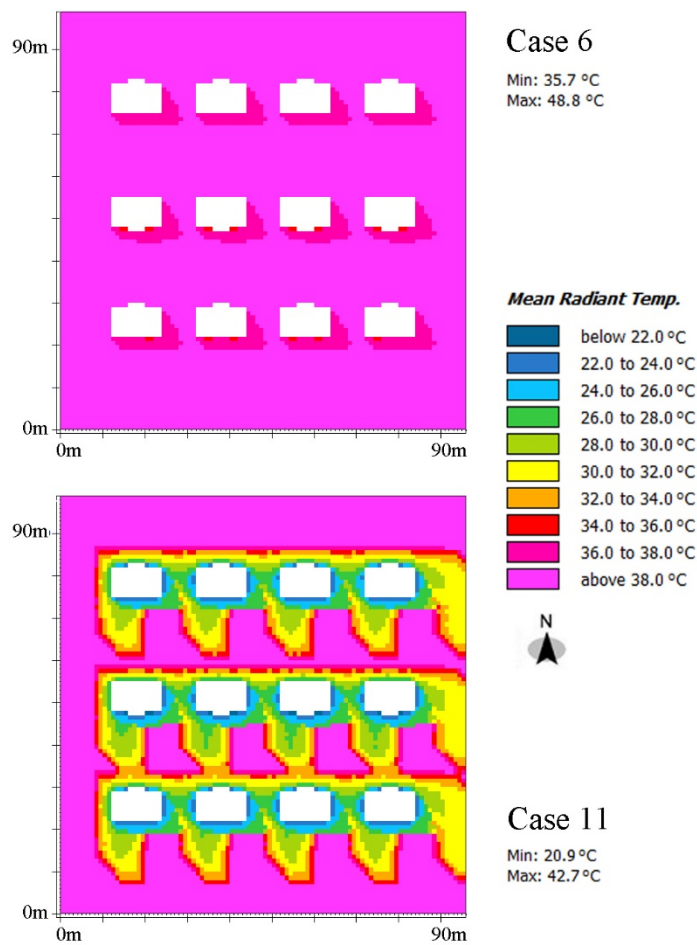 90m
0m
0m
90m
Case 6
Min: 35.7 °C
Max: 48.8 °C
Mean Radiant Temp.
below 22.0 °C
22.0 to 24.0 °C
24.0 to 26.0 °C
26.0 to 28.0 °C
28.0 to 30.0 °C
30.0 to 32.0 °C
32.0 to 34.0 °C
34.0 to 36.0 °C
36.0 to 38.0 °C
above 38.0 °C
N
90m
0m
0m
90m
Case 11
Min: 20.9 °C
Max: 42.7 °C